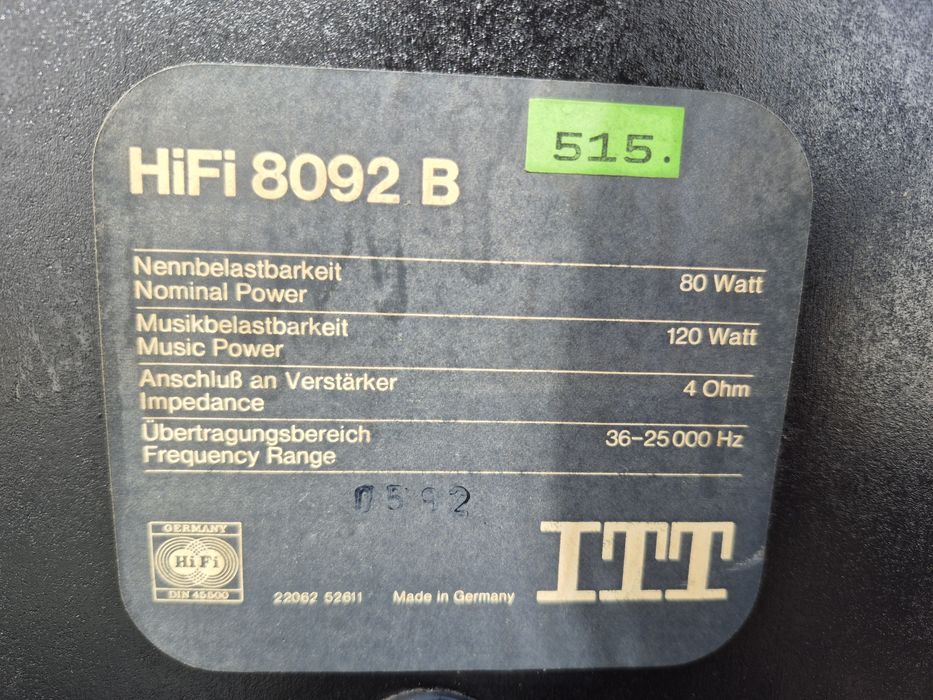 515.
HiFi 8092 B
Nennbelastbarkeit
Nominal Power
80 Watt
Musikbelastbarkeit
Music Power
120 Watt
Anschluß an Verstärker
Impedance
4 Ohm
Übertragungsbereich
Frequency Range
36-25000 Hz
0592
GERMANY
HiFi
DIN 45500
22062 52611
Made in Germany
ITT